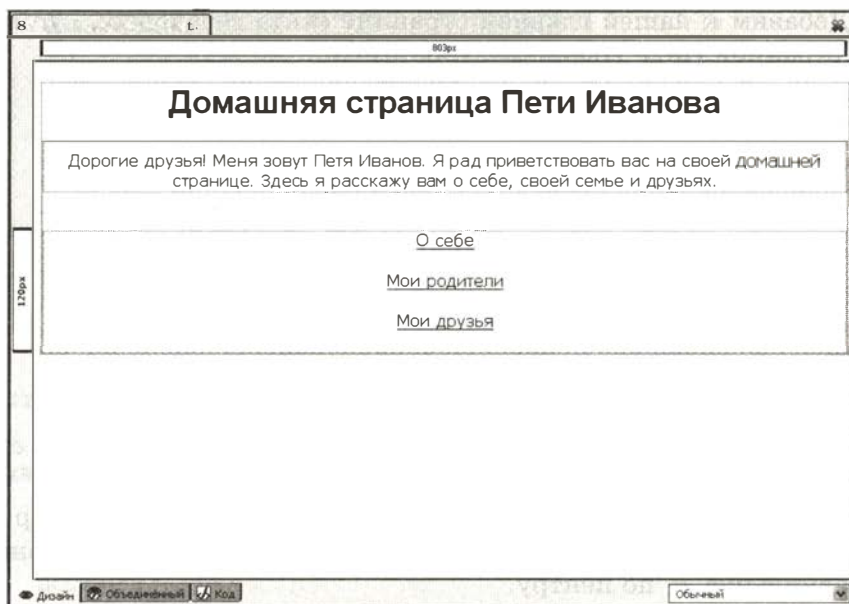 8 t.
803px
Домашняя страница Пети Иванова
Дорогие друзья! Меня зовут Петя Иванов. Я рад приветствовать вас на своей домашней
странице. Здесь я расскажу вам о себе, своей семье и друзьях.
120px
О себе
Мои родители
Мои друзья
Дизайн Объединённый Код Обычный